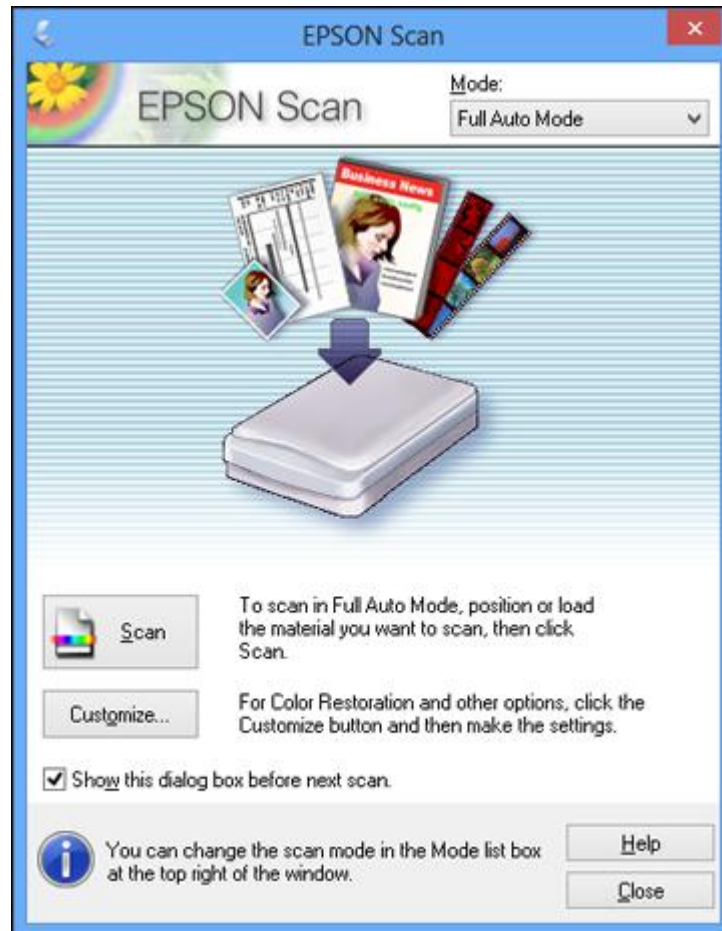 EPSON Scan
EPSON Scan
Mode:
Full Auto Mode
Business News
Scan
To scan in Full Auto Mode, position or load
the material you want to scan, then click
Scan.
Customize...
For Color Restoration and other options, click the
Customize button and then make the settings.
Show this dialog box before next scan.
You can change the scan mode in the Mode list box
at the top right of the window.
Help
Close